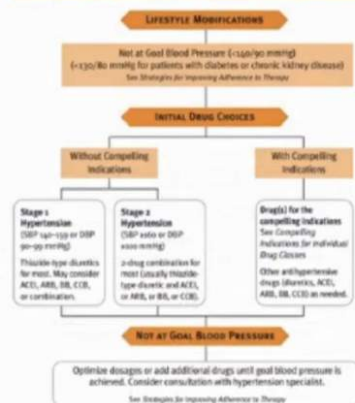 LIFESTYLE MODIFICATIONS
Not at Goal Blood Pressure (<140/90 mmHg)
(<130/80 mmHg for patients with diabetes or chronic kidney disease)
See Strategies for Improving Adherence to Therapy
INITIAL DRUG CHOICES
Without Compelling
Indications
With Compelling
Indications
Stage 1
Hypertension
(SBP 140-159 or DBP
90-99 mmHg)
Thiazide-type diuretics
for most. May consider
ACEI, ARB, BB, CCB,
or combination.
Stage 2
Hypertension
(SBP ≥160 or DBP
≥100 mmHg)
2-drug combination for
most (usually thiazide-
type diuretic and ACEI,
or ARB, or BB, or CCB).
Drug(s) for the
compelling indications
See Compelling
Indications for Individual
Drug Classes
Other antihypertensive
drugs (diuretics, ACEI,
ARB, BB, CCB) as needed.
NOT AT GOAL BLOOD PRESSURE
Optimize dosages or add additional drugs until goal blood pressure is
achieved. Consider consultation with hypertension specialist.
See Strategies for Improving Adherence to Therapy